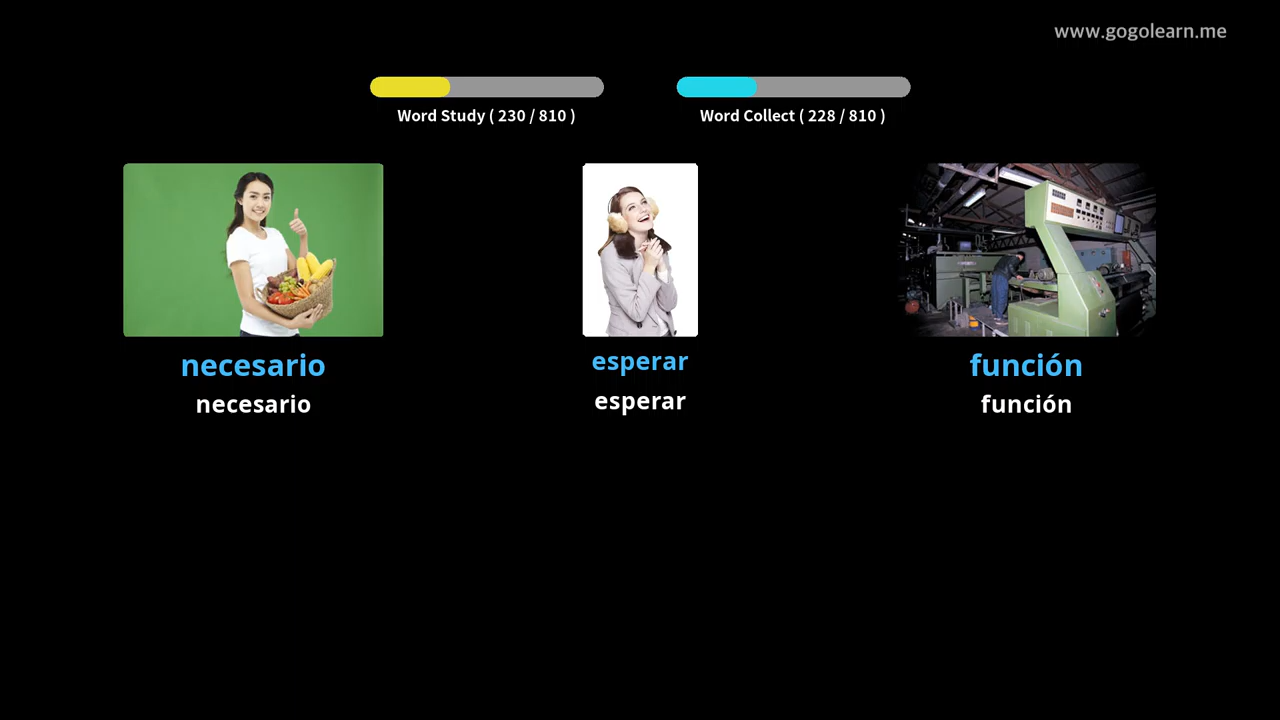 www.gogolearn.me
Word Study ( 230 / 810 )
Word Collect ( 228 / 810 )
necesario
necesario
esperar
esperar
función
función